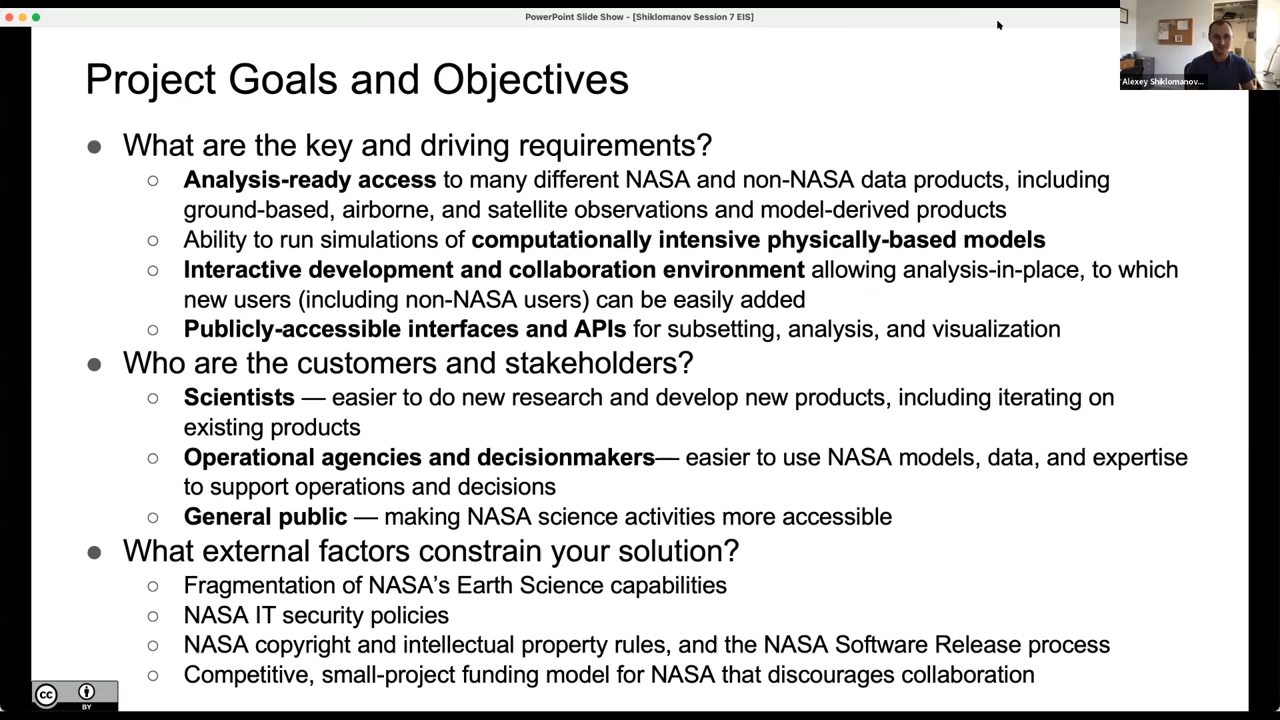 PowerPoint Slide Show - [Shiklomanov Session 7 EIS]
Alexey Shiklomanov...
Project Goals and Objectives
● What are the key and driving requirements?
○ Analysis-ready access to many different NASA and non-NASA data products, including
ground-based, airborne, and satellite observations and model-derived products
○ Ability to run simulations of computationally intensive physically-based models
○ Interactive development and collaboration environment allowing analysis-in-place, to which
new users (including non-NASA users) can be easily added
○ Publicly-accessible interfaces and APIs for subsetting, analysis, and visualization
● Who are the customers and stakeholders?
○ Scientists — easier to do new research and develop new products, including iterating on
existing products
○ Operational agencies and decisionmakers— easier to use NASA models, data, and expertise
to support operations and decisions
○ General public — making NASA science activities more accessible
● What external factors constrain your solution?
○ Fragmentation of NASA’s Earth Science capabilities
○ NASA IT security policies
○ NASA copyright and intellectual property rules, and the NASA Software Release process
○ Competitive, small-project funding model for NASA that discourages collaboration
cc
BY